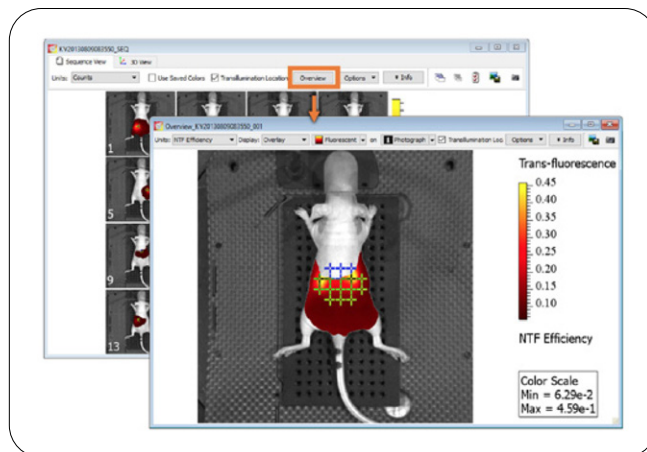 KV20130809083550_SEQ
Sequence View 3D View
Units: Counts Use Saved Colors Transillumination Location Overview Options Info
1
5
9
13
Overview_KV20130809083550_001
Units: NTF Efficiency Display: Overlay Fluorescent on Photograph Transillumination Loc. Options Info
Trans-fluorescence
0.45
0.40
0.35
0.30
0.25
0.20
0.15
0.10
NTF Efficiency
Color Scale
Min = 6.29e-2
Max = 4.59e-1